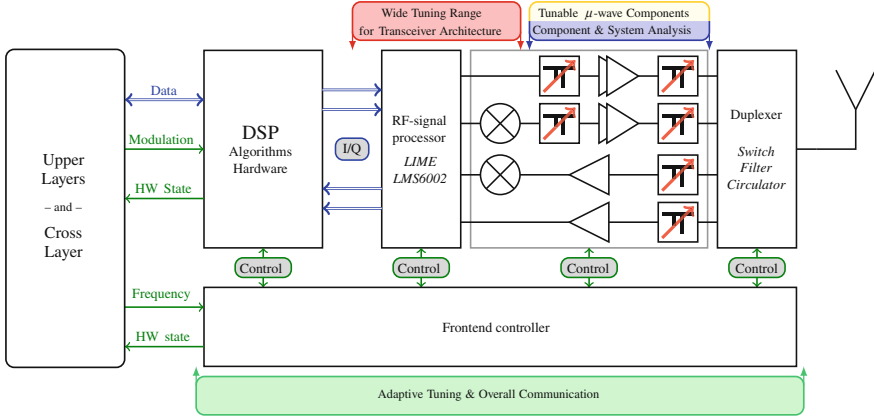 Wide Tuning Range
for Transceiver Architecture
Tunable μ-wave Components
Component & System Analysis
Upper
Layers
– and –
Cross
Layer
Data
Modulation
HW State
Frequency
HW state
DSP
Algorithms
Hardware
I/Q
RF-signal
processor
LIME
LMS6002
Duplexer
Switch
Filter
Circulator
Control
Control
Control
Control
Frontend controller
Adaptive Tuning & Overall Communication